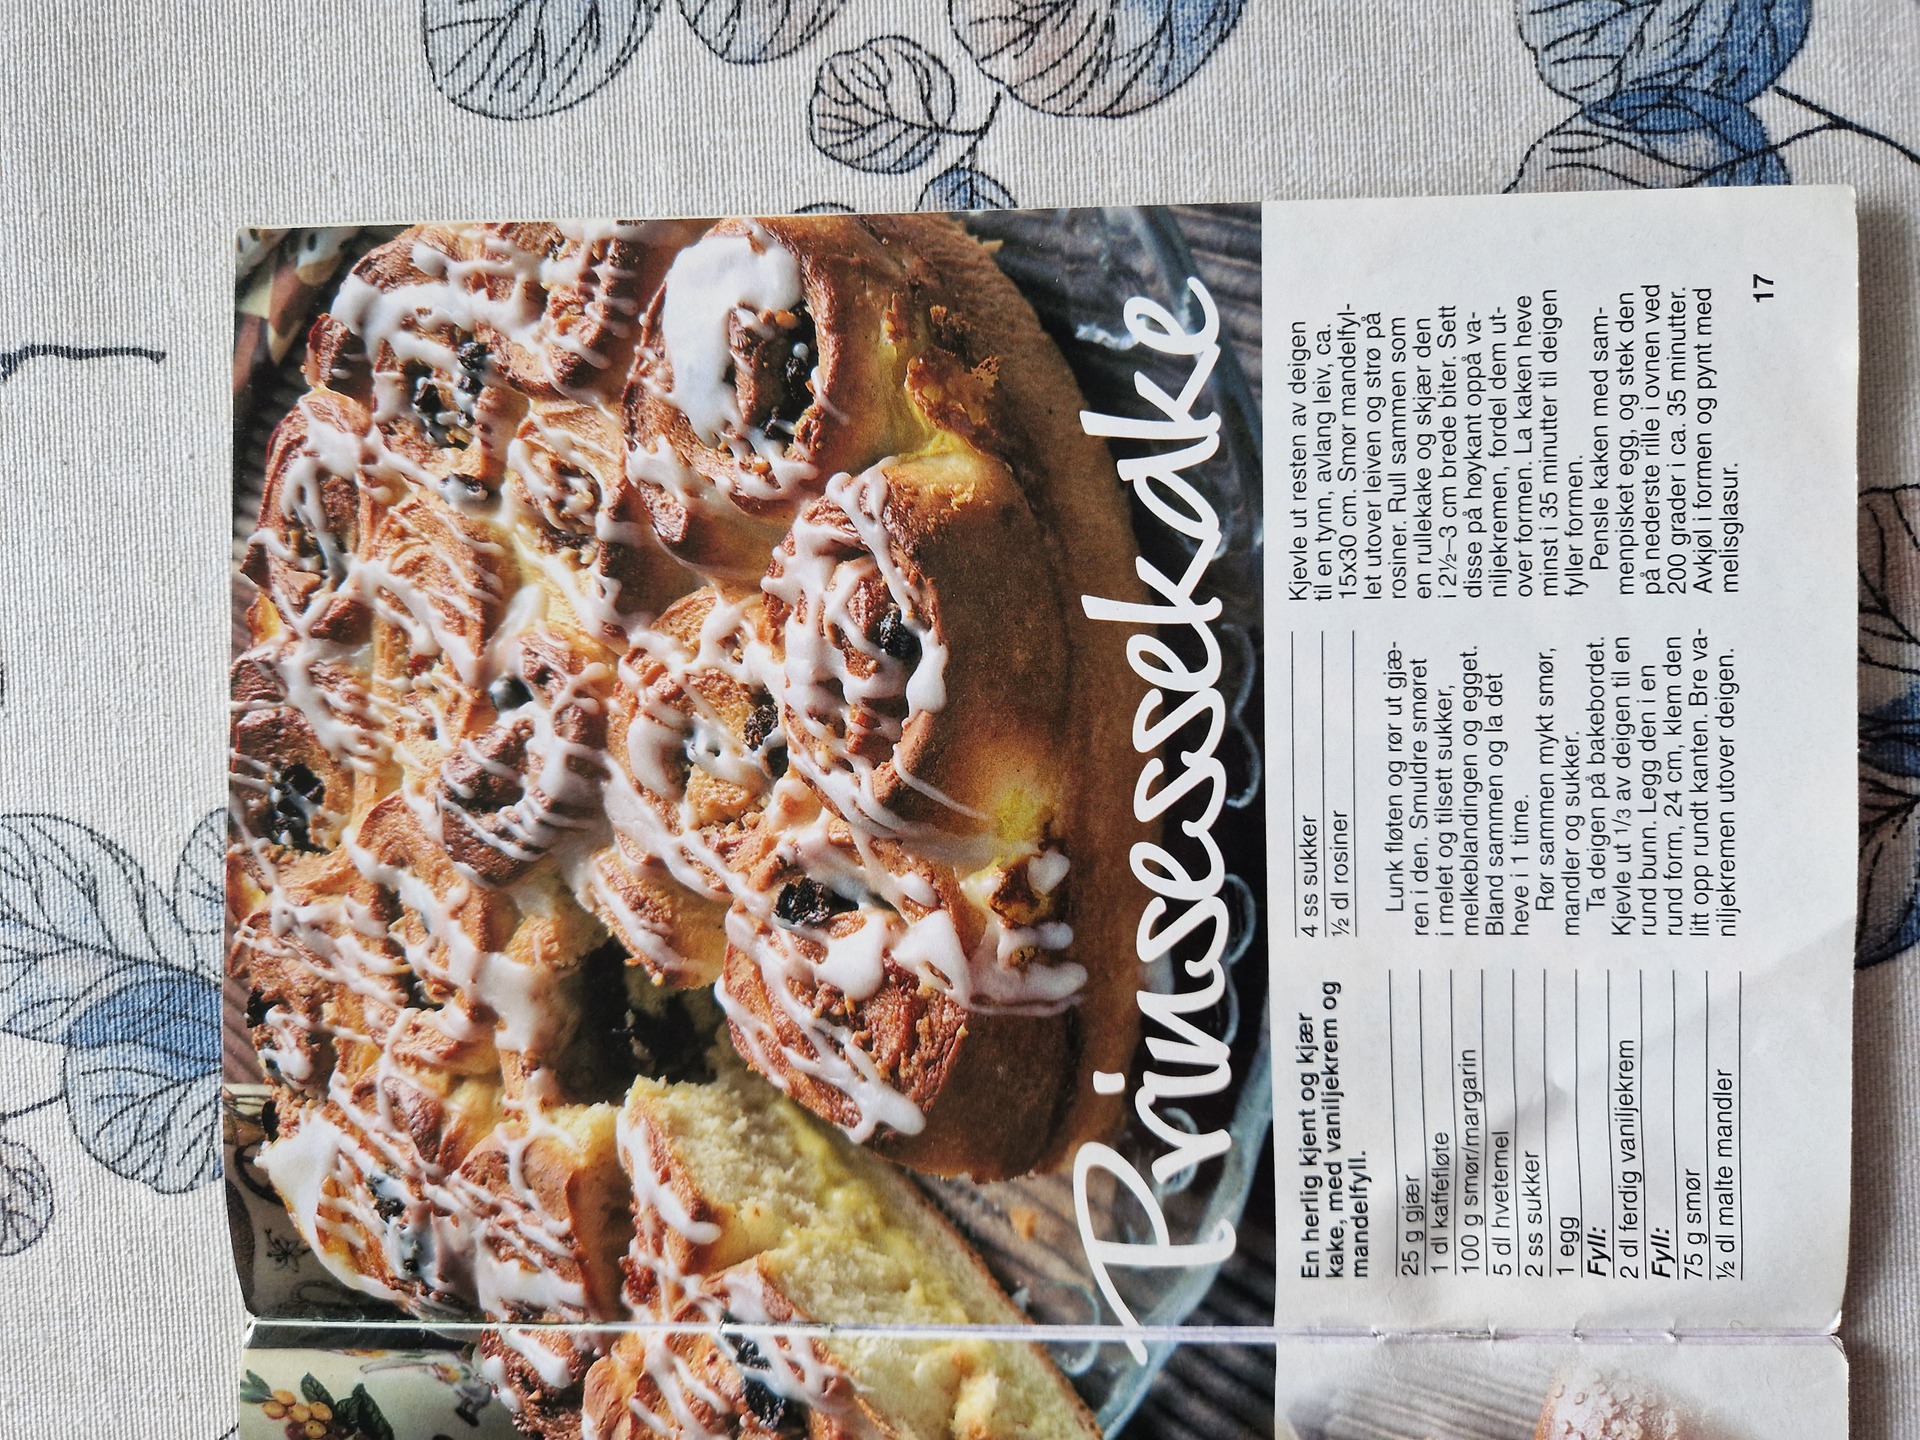 Prinsessekake
En herlig kjent og kjær
kake, med vaniljekrem og
mandelfyll.
25 g gjær
1 dl kaffefløte
100 g smør/margarin
5 dl hvetemel
2 ss sukker
1 egg
Fyll:
2 dl ferdig vaniljekrem
Fyll:
75 g smør
½ dl malte mandler
4 ss sukker
½ dl rosiner
Lunk fløten og rør ut gjæ-
ren i den. Smuldre smøret
i melet og tilsett sukker,
melkeblandingen og egget.
Bland sammen og la det
heve i 1 time.
Rør sammen mykt smør,
mandler og sukker.
Ta deigen på bakebordet.
Kjevle ut 1/3 av deigen til en
rund bunn. Legg den i en
rund form, 24 cm, klem den
litt opp rundt kanten. Bre va-
niljekremen utover deigen.
Kjevle ut resten av deigen
til en tynn, avlang leiv, ca.
15x30 cm. Smør mandelfyl-
let utover leiven og strø på
rosiner. Rull sammen som
en rullekake og skjær den
i 2½–3 cm brede biter. Sett
disse på høykant oppå va-
niljekremen, fordel dem ut-
over formen. La kaken heve
minst i 35 minutter til deigen
fyller formen.
Pensle kaken med sam-
menpisket egg, og stek den
på nederste rille i ovnen ved
200 grader i ca. 35 minutter.
Avkjøl i formen og pynt med
melisglasur.
17